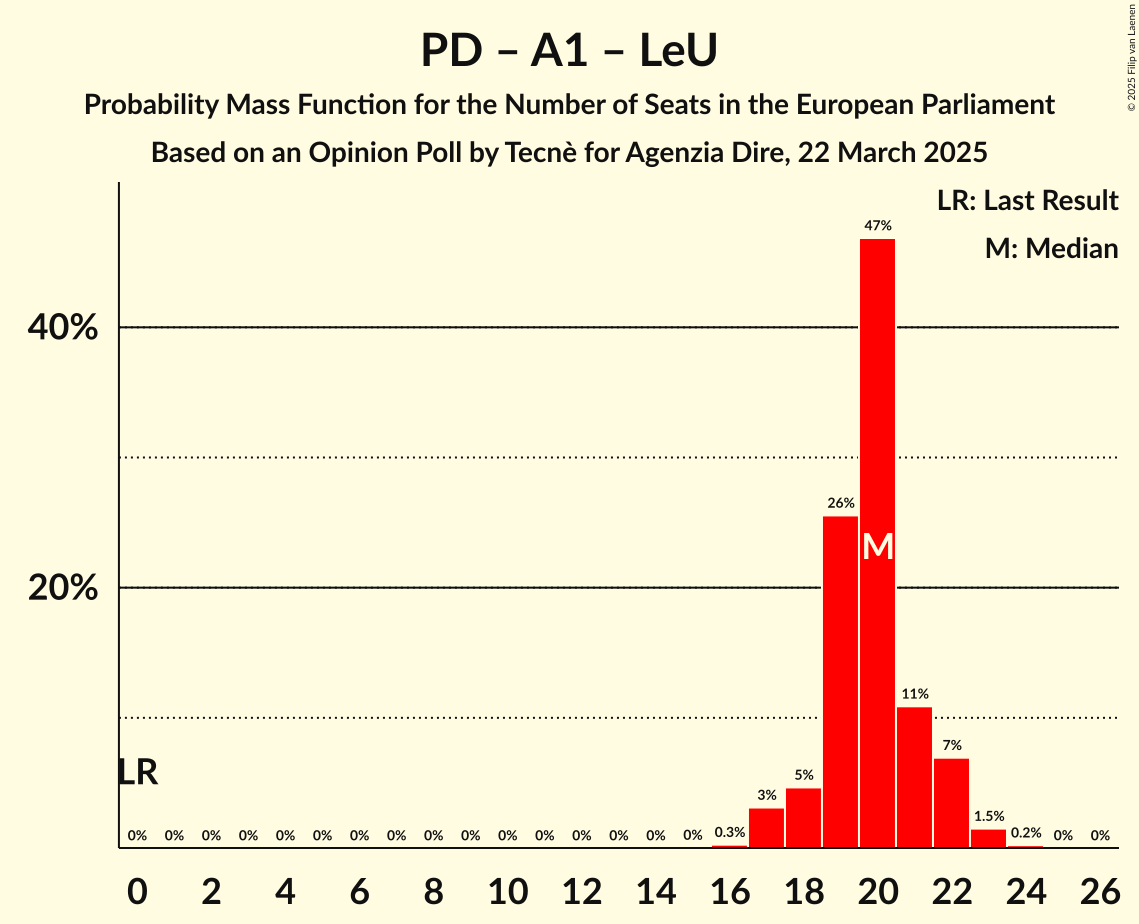 PD – A1 – LeU
Probability Mass Function for the Number of Seats in the European Parliament
Based on an Opinion Poll by Tecnè for Agenzia Dire, 22 March 2025
© 2025 Filip van Laenen
LR: Last Result
M: Median
47%
40%
26%
M
20%
11%
7%
LR
5%
3%
1.5%
0% 0% 0% 0% 0% 0% 0% 0% 0% 0% 0% 0% 0% 0% 0% 0% 0.3% 0.2% 0% 0%
0 2 4 6 8 10 12 14 16 18 20 22 24 26